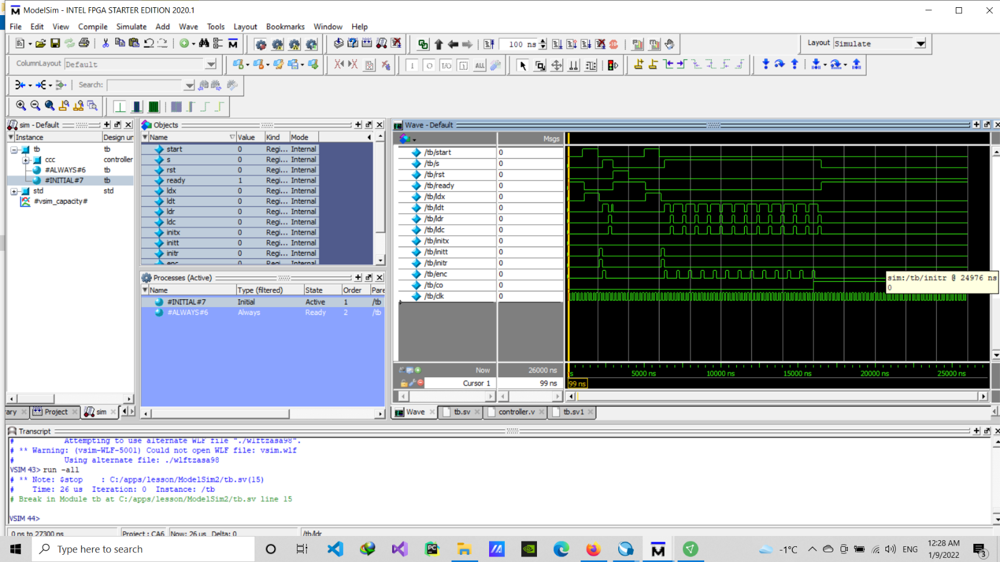 ModelSim - INTEL FPGA STARTER EDITION 2020.1
File Edit View Compile Simulate Add Wave Tools Layout Bookmarks Window Help
100 ns
Layout Simulate
ColumnLayout Default
ALL
Search:
sim - Default
Instance Design un
tb tb
ccc controller
#ALWAYS#6 tb
#INITIAL#7 tb
std std
#vsim_capacity#
Objects
Name Value Kind Mode
start 0 Regi... Internal
s 0 Regi... Internal
rst 0 Regi... Internal
ready 1 Regi... Internal
ldx 0 Regi... Internal
ldt 0 Regi... Internal
ldr 0 Regi... Internal
ldc 0 Regi... Internal
initx 0 Regi... Internal
initt 0 Regi... Internal
initr 0 Regi... Internal
enc 0 Regi... Internal
Processes (Active)
Name Type (filtered) State Order Pare
#INITIAL#7 Initial Active 1 /tb
#ALWAYS#6 Always Ready 2 /tb
Wave - Default
Msgs
/tb/start 0
/tb/s 0
/tb/rst 0
/tb/ready 0
/tb/ldx 0
/tb/ldt 0
/tb/ldr 0
/tb/ldc 0
/tb/initx 0
/tb/initt 0
/tb/initr 0
/tb/enc 0
/tb/co 0
/tb/clk 0
sim:/tb/initr @ 24976 ns
0
Now 26000 ns
s 5000 ns 10000 ns 15000 ns 20000 ns 25000 ns
Cursor 1 99 ns
99 ns
ary Project sim
Wave tb.sv controller.v tb.sv1
Transcript
# Attempting to use alternate WLF file "./wlftzasa98".
# ** Warning: (vsim-WLF-5001) Could not open WLF file: vsim.wlf
# Using alternate file: ./wlftzasa98
VSIM 43> run -all
# ** Note: $stop : C:/apps/lesson/ModelSim2/tb.sv(15)
# Time: 26 us Iteration: 0 Instance: /tb
# Break in Module tb at C:/apps/lesson/ModelSim2/tb.sv line 15
VSIM 44>
0 ns to 27300 ns Project : CA6 Now: 26 us Delta: 0 /tb/ldr
Type here to search
PC
-1°C
ENG
12:28 AM
1/9/2022
3